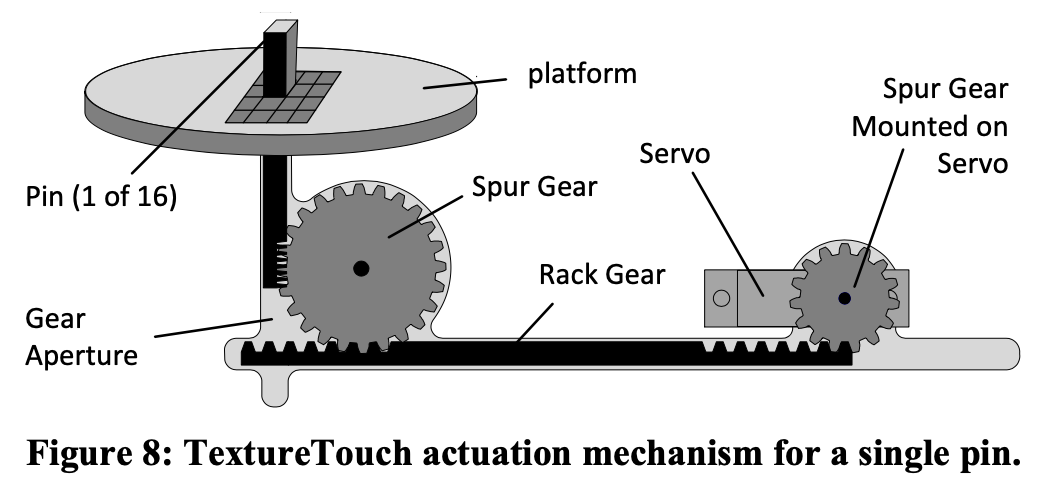 platform
Spur Gear
Mounted on
Servo
Servo
Pin (1 of 16)
Spur Gear
Rack Gear
Gear
Aperture
Figure 8: TextureTouch actuation mechanism for a single pin.